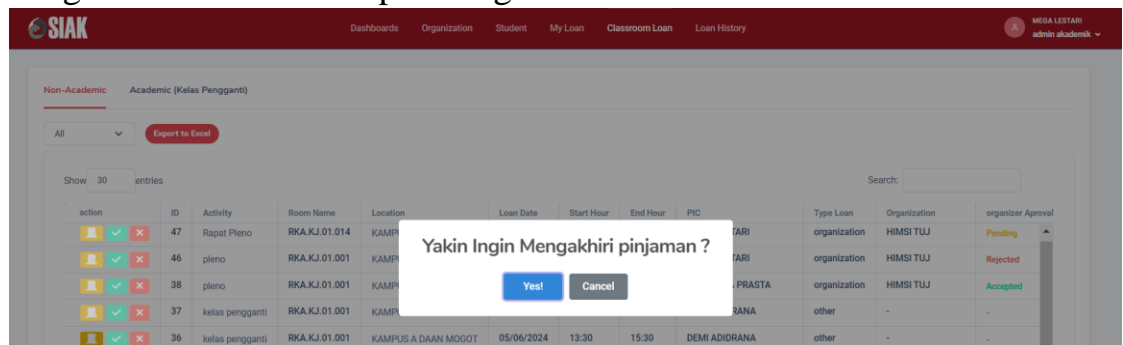 SIAK Dashboards Organization Student My Loan Classroom Loan Loan History MEGA LESTARI
admin akademik
Non-Academic Academic (Kelas Pengganti)
All Export to Excel
Show 30 entries Search:
action ID Activity Room Name Location Loan Date Start Hour End Hour PIC Type Loan Organization organizer Aproval
47 Rapat Pleno RKA.KJ.01.014 organization HIMSI TUJ Pending
Yakin Ingin Mengakhiri pinjaman ?
46 pleno RKA.KJ.01.001 organization HIMSI TUJ Rejected
Yes! Cancel
38 pleno RKA.KJ.01.001 PRASTA organization HIMSI TUJ Accepted
37 kelas pengganti RKA.KJ.01.001 other - -
36 kelas pengganti RKA.KJ.01.001 KAMPUS A DAAN MOGOT 05/06/2024 13:30 15:30 DEMI ADIDRANA other - -